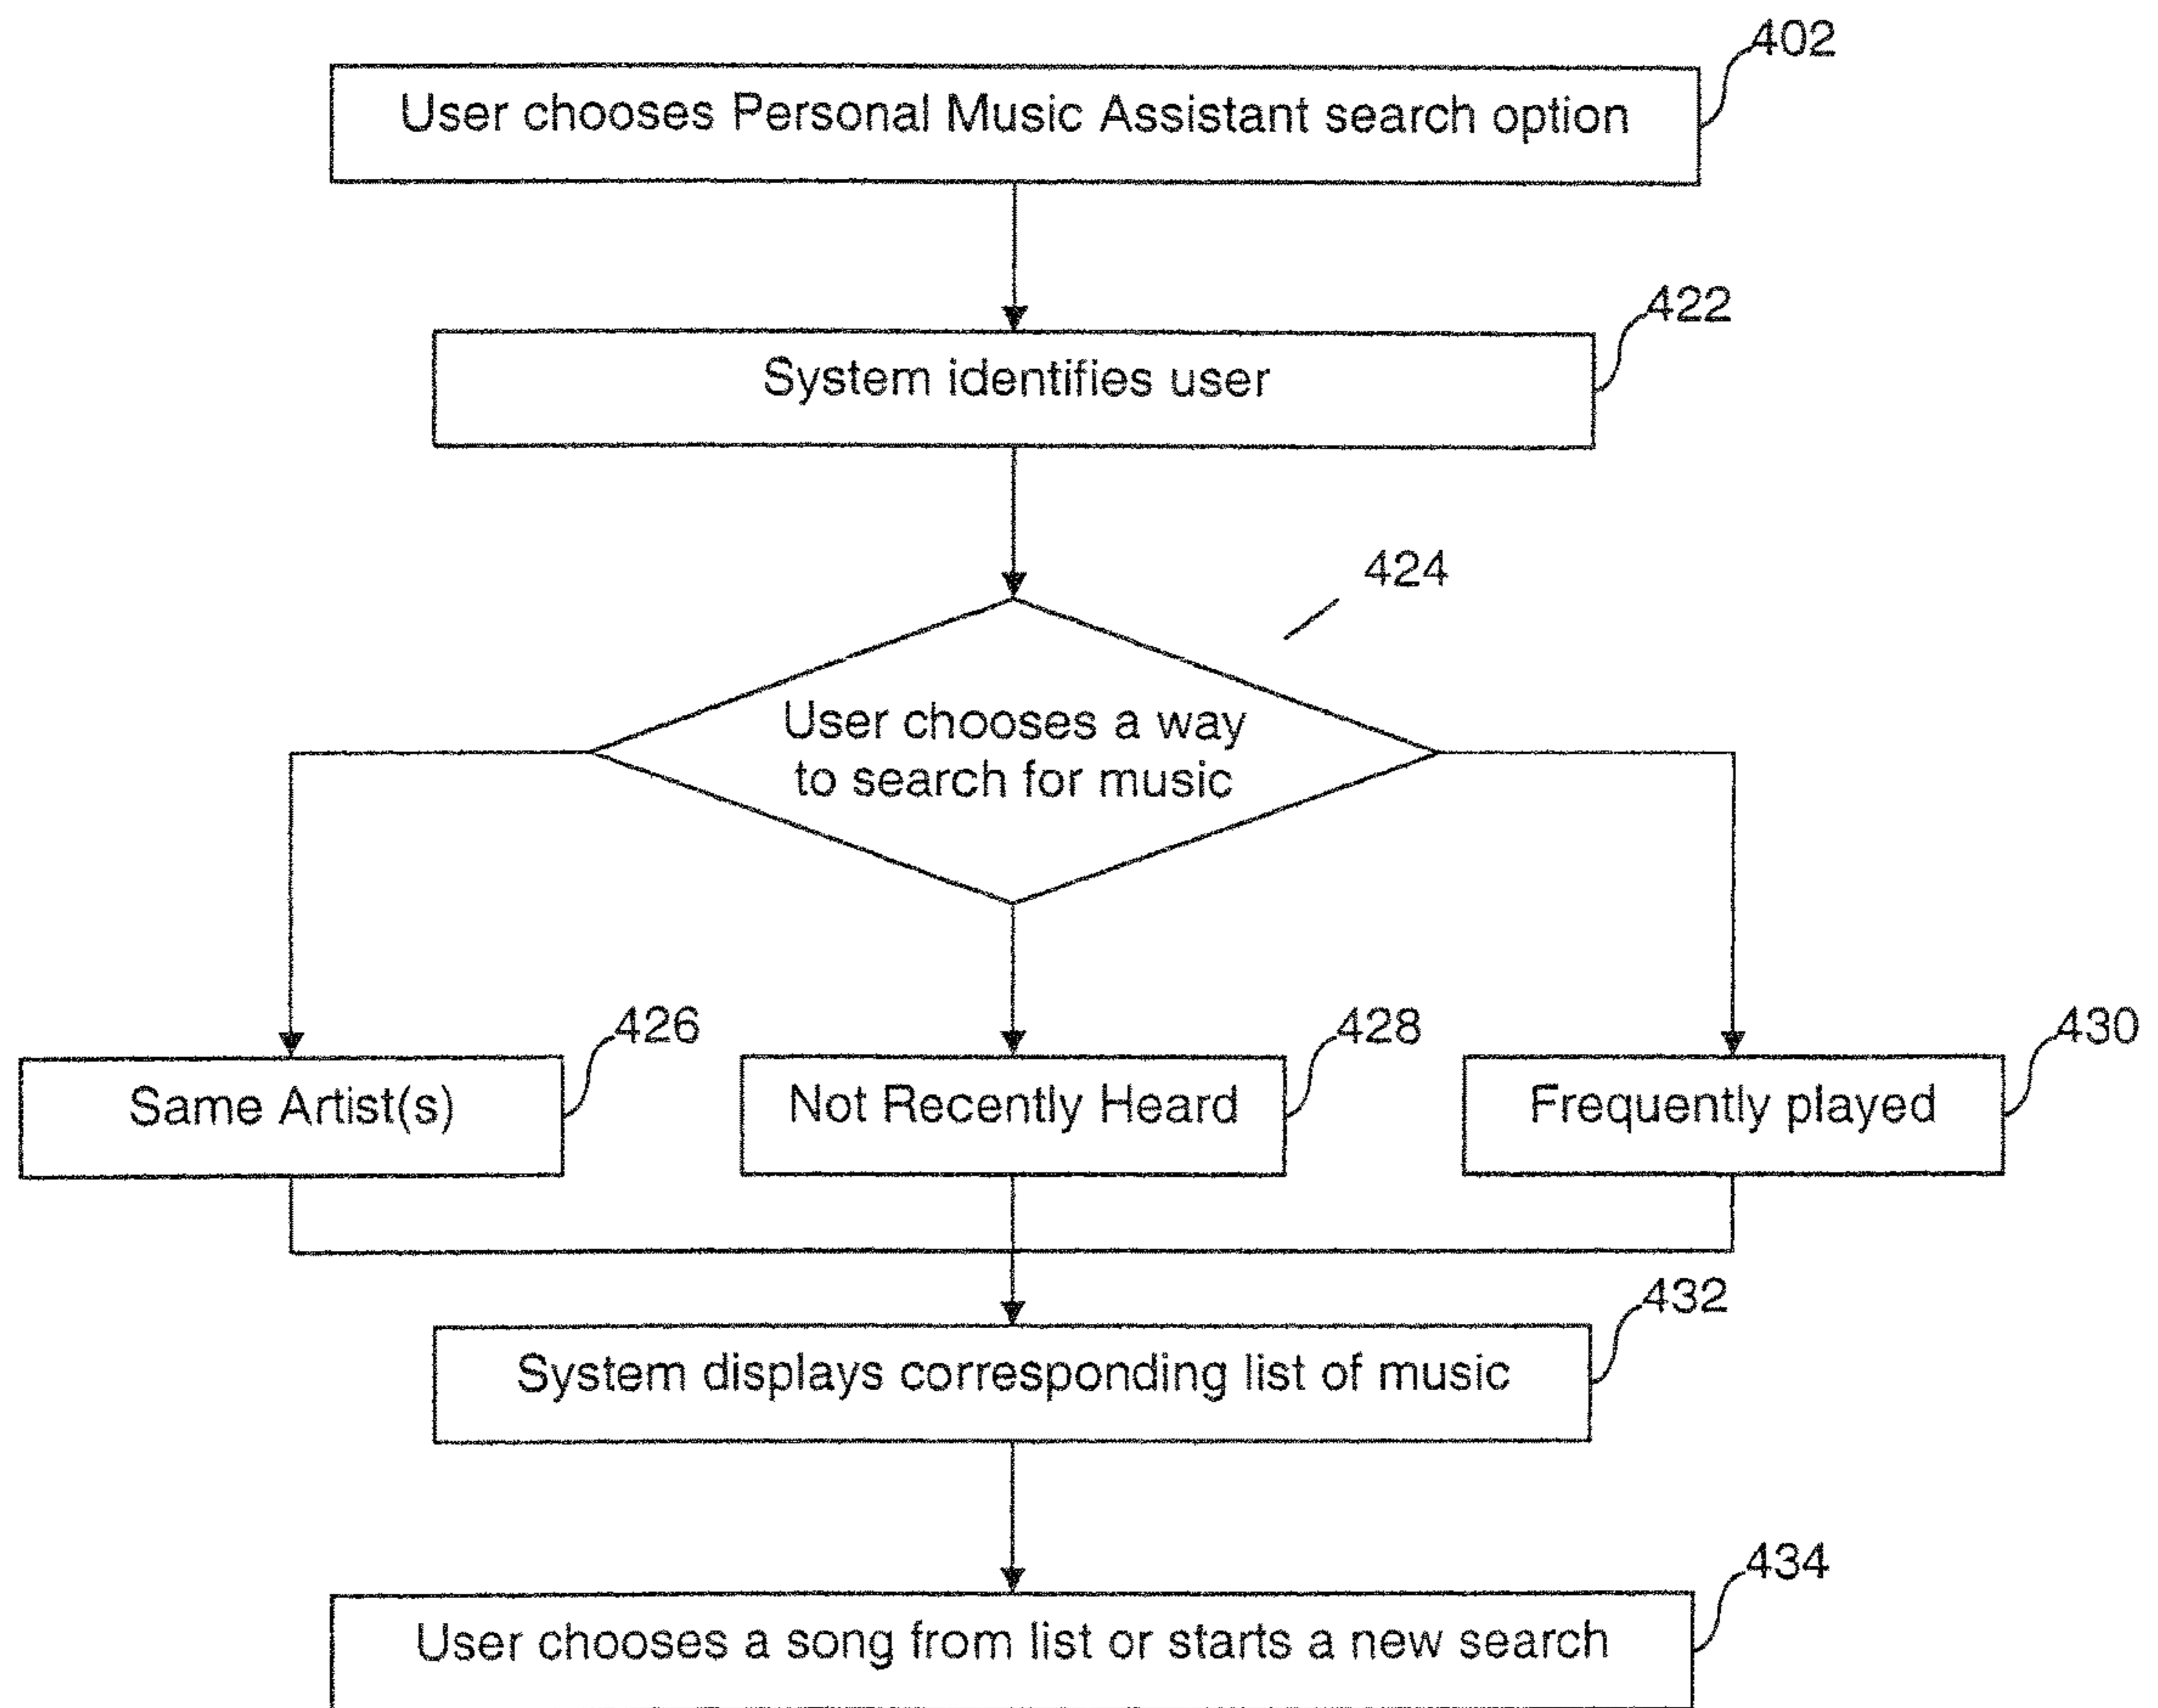 402
User chooses Personal Music Assistant search option
422
System identifies user
424
User chooses a way
to search for music
426
Same Artist(s)
428
Not Recently Heard
430
Frequently played
432
System displays corresponding list of music
434
User chooses a song from list or starts a new search